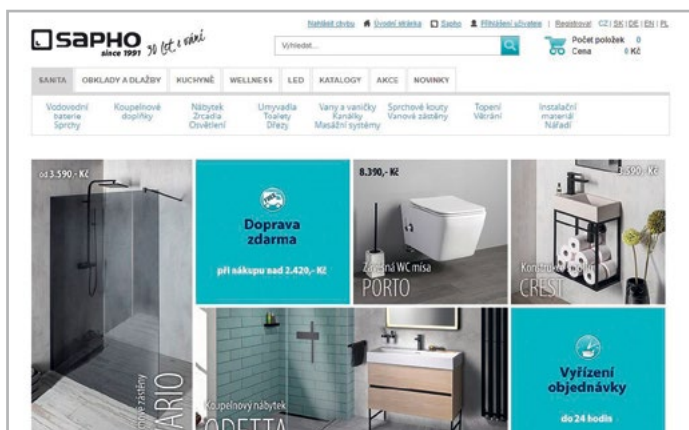 Nahlásit chybu Úvodní stránka Sapho Přihlášení uživatele | Registrovat CZ | SK | DE | EN | PL
SAPHO
since 1991
30 let s vámi
Vyhledat...
Počet položek 0
Cena 0 Kč
SANITA OBKLADY A DLAŽBY KUCHYNĚ WELLNESS LED KATALOGY AKCE NOVINKY
Vodovodní baterie Sprchy
Koupelnové doplňky
Nábytek Zrcadla Osvětlení
Umyvadla Toalety Dřezy
Vany a vaničky Kanálky Masážní systémy
Sprchové kouty Vanové zástěny
Topení Větrání
Instalační materiál Nářadí
od 3.590,- Kč
Doprava
zdarma
při nákupu nad 2.420,- Kč
8.390,- Kč
Závěsná WC mísa
PORTO
3.590,- Kč
CREST
Koupelnový nábytek
ODETTA
Vyřízení
objednávky
do 24 hodin